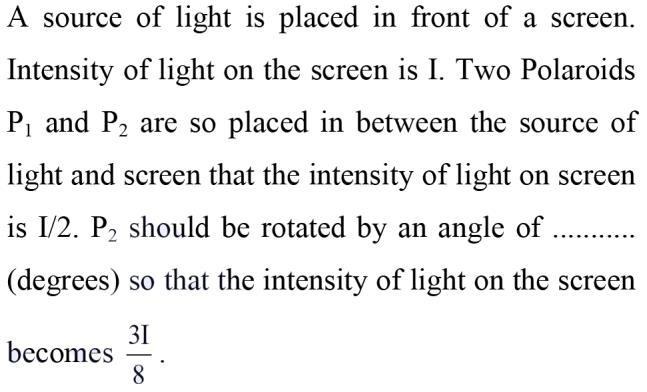 A source of light is placed in front of a screen.
Intensity of light on the screen is I. Two Polaroids
P₁ and P₂ are so placed in between the source of
light and screen that the intensity of light on screen
is I/2. P₂ should be rotated by an angle of ...........
(degrees) so that the intensity of light on the screen
becomes 3I/8 .